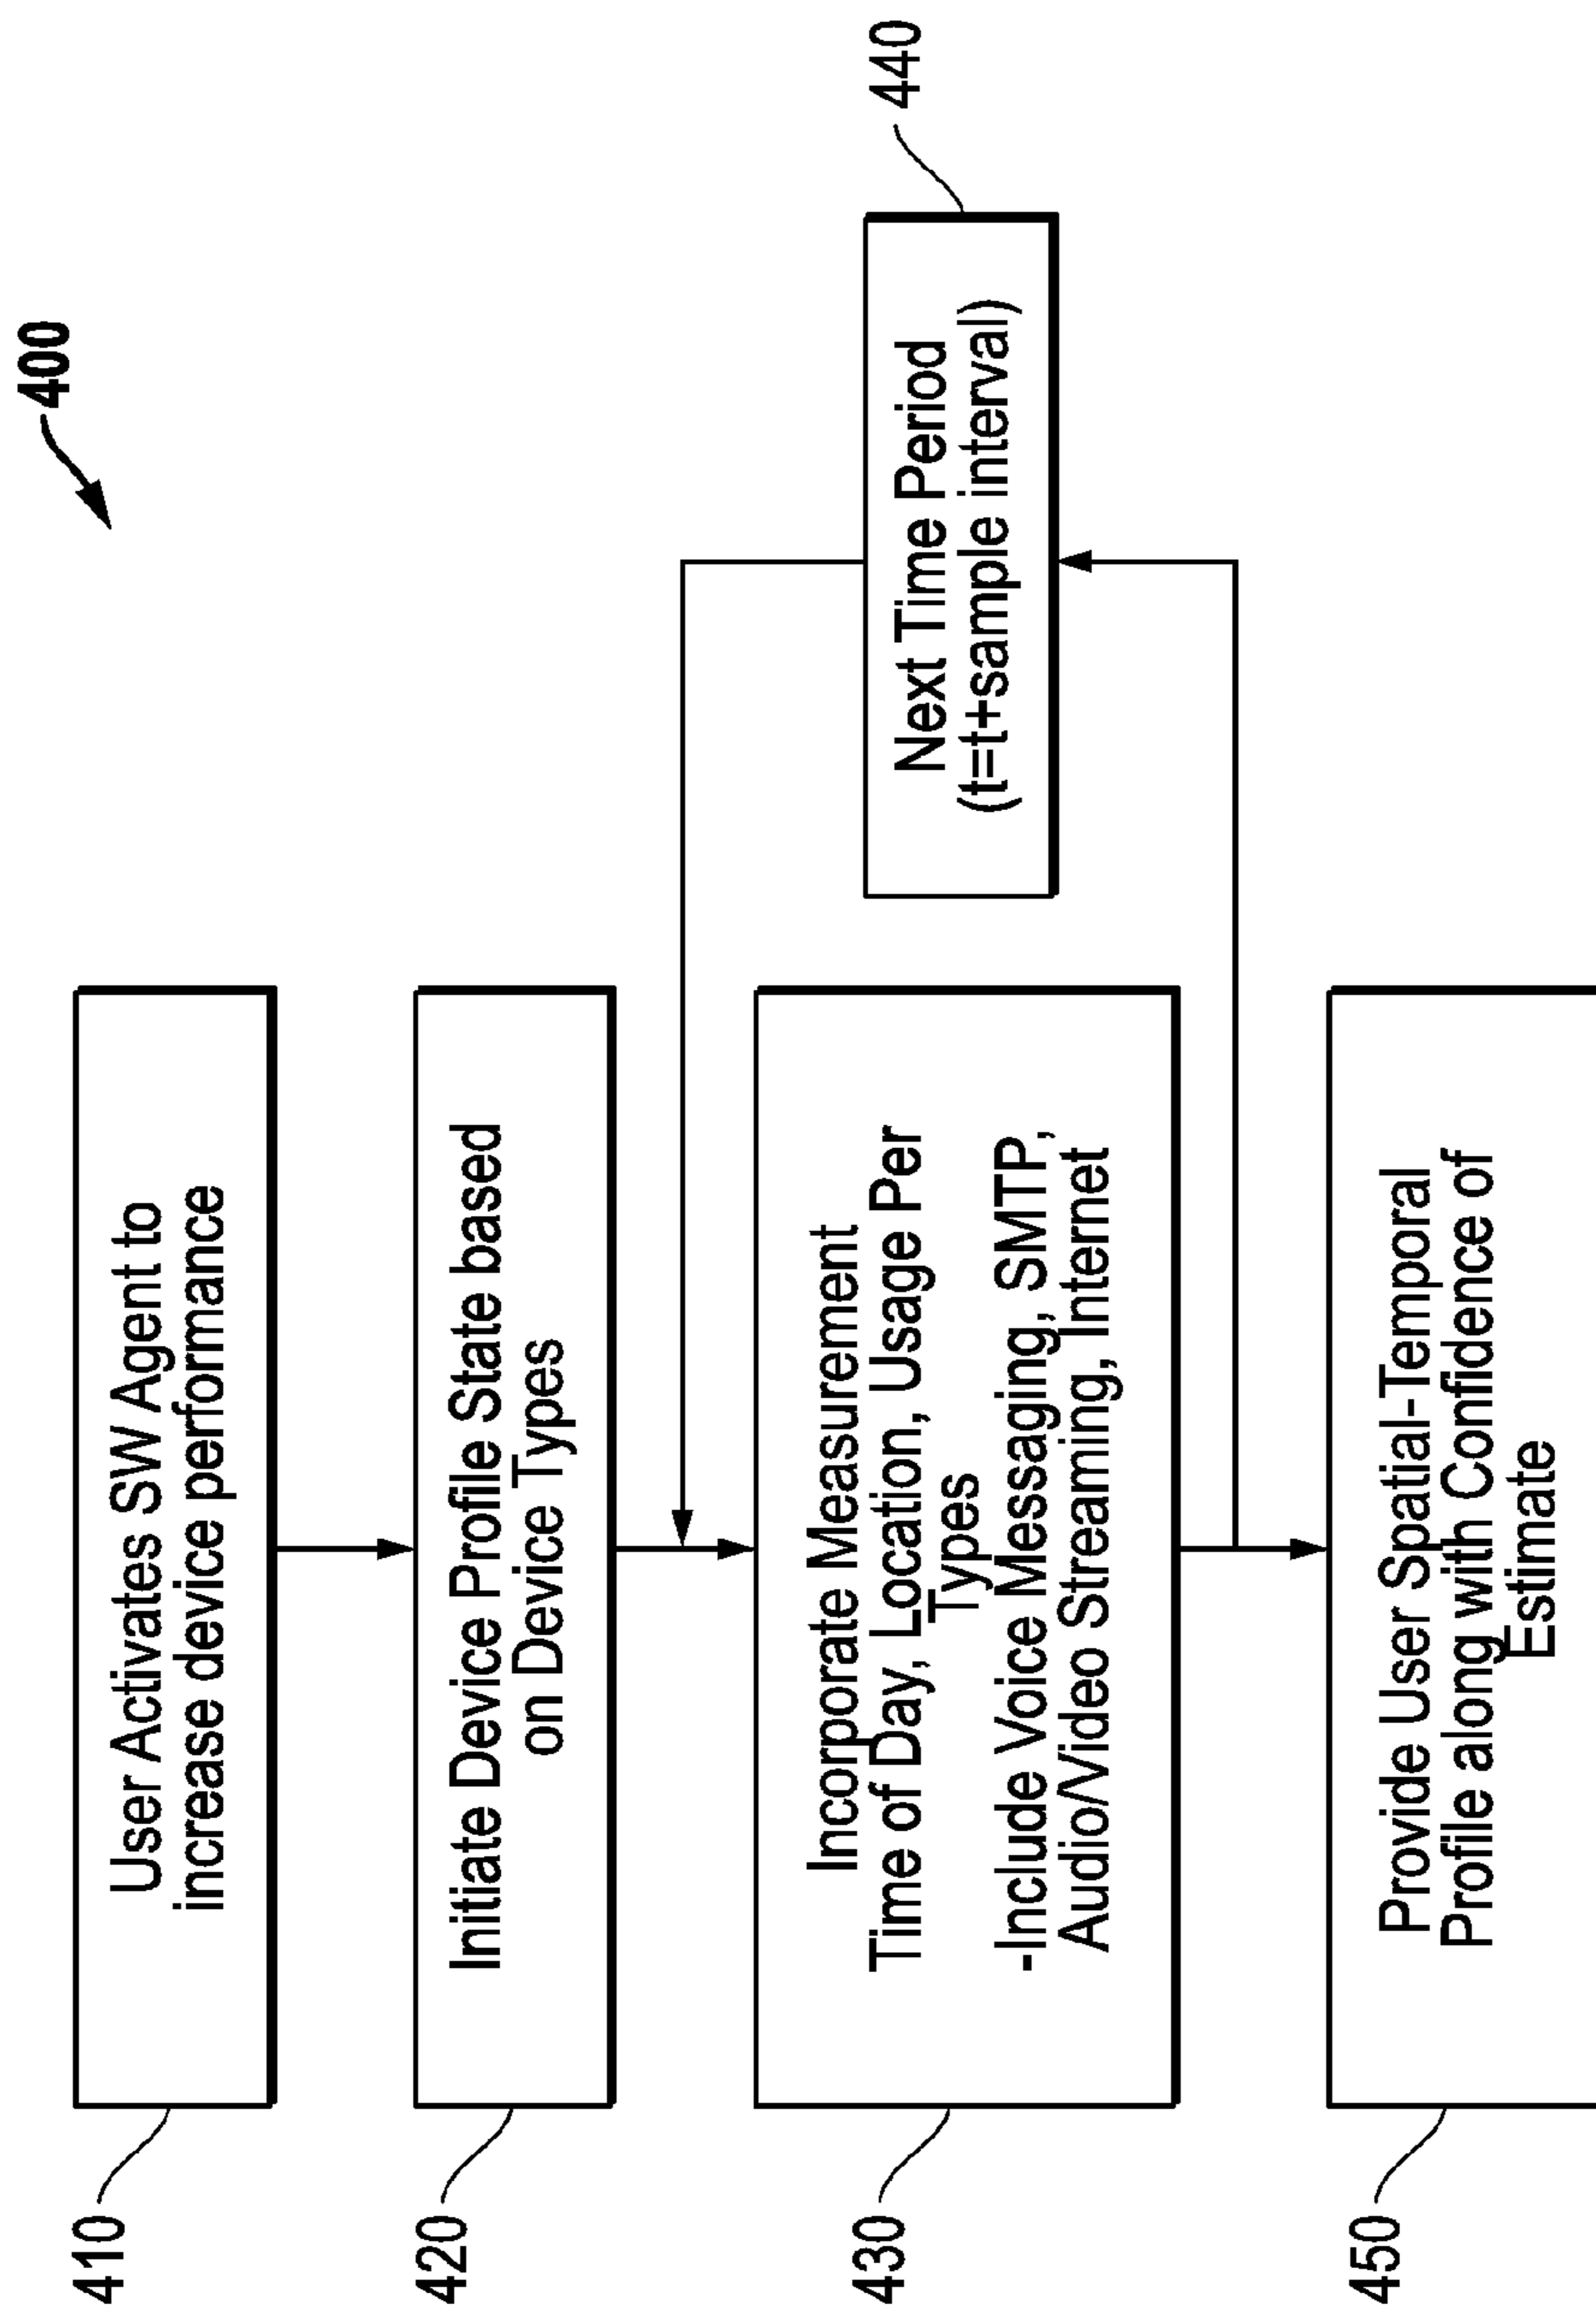 400
410
User Activates SW Agent to
increase device performance
420
Initiate Device Profile State based
on Device Types
430
Incorporate Measurement
Time of Day, Location, Usage Per
Types
-Include Voice Messaging, SMTP,
Audio/Video Streaming, Internet
440
Next Time Period
(t=t+sample interval)
450
Provide User Spatial-Temporal
Profile along with Confidence of
Estimate